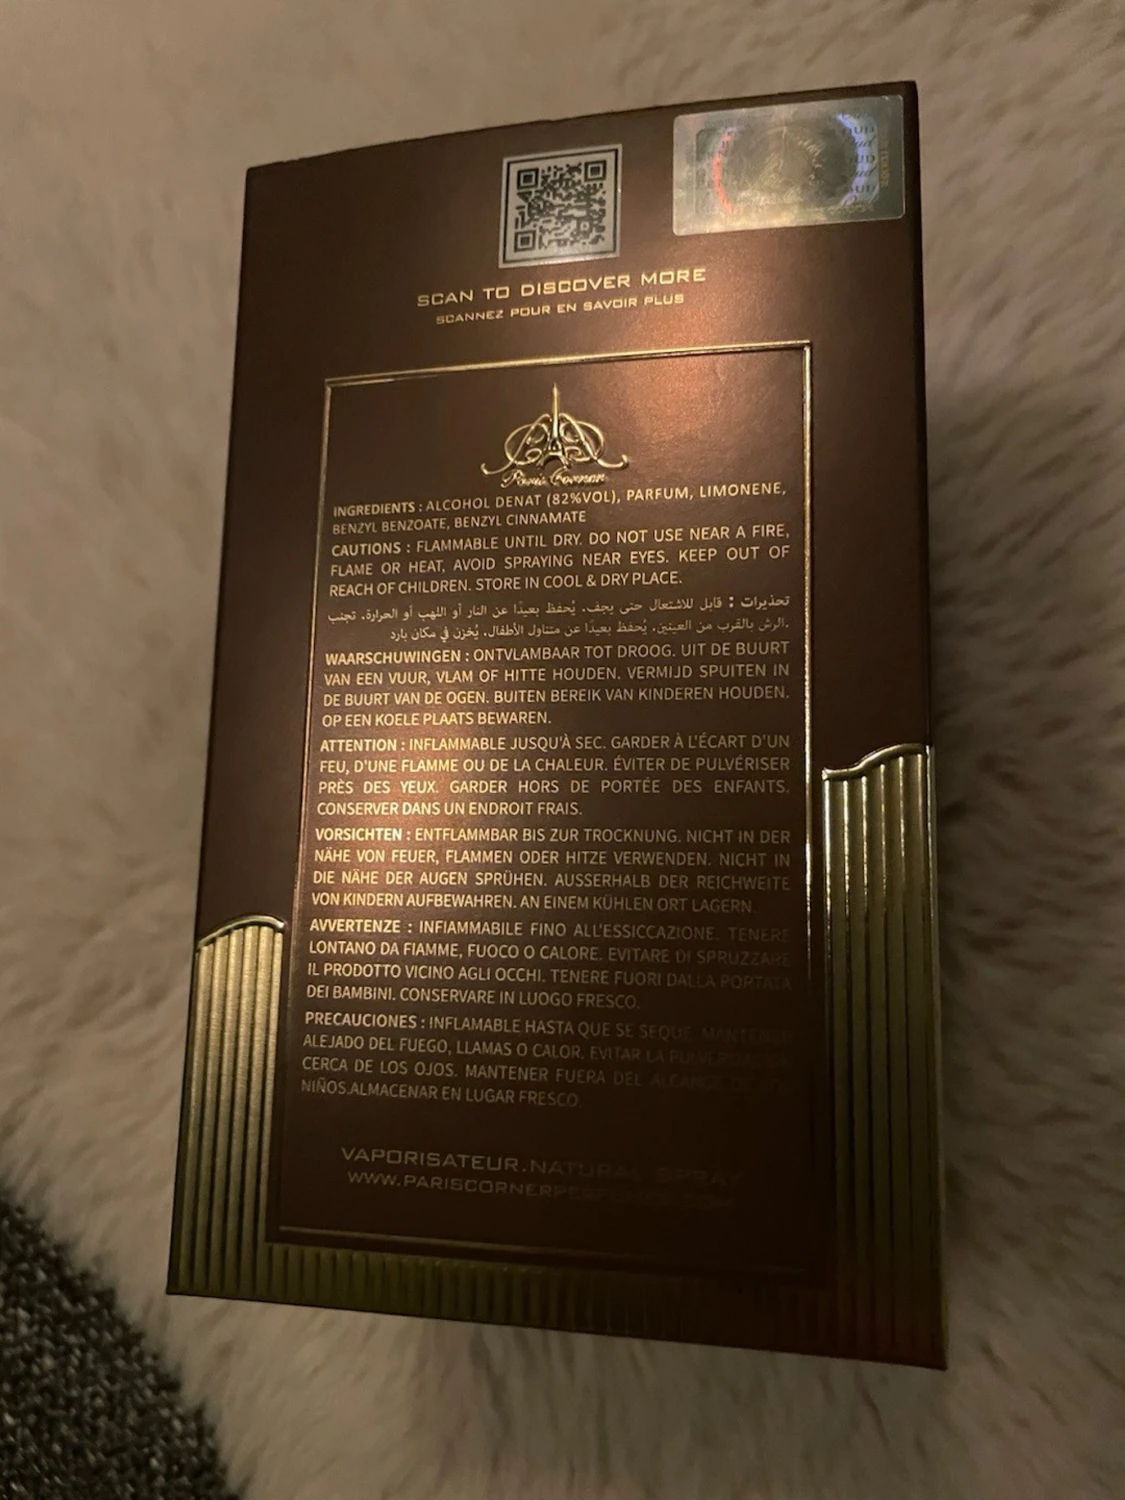 SCAN TO DISCOVER MORE
SCANNEZ POUR EN SAVOIR PLUS
Paris Corner
INGREDIENTS : ALCOHOL DENAT (82%VOL), PARFUM, LIMONENE,
BENZYL BENZOATE, BENZYL CINNAMATE
CAUTIONS : FLAMMABLE UNTIL DRY. DO NOT USE NEAR A FIRE,
FLAME OR HEAT, AVOID SPRAYING NEAR EYES. KEEP OUT OF
REACH OF CHILDREN. STORE IN COOL & DRY PLACE.
تحذيرات : قابل للاشتعال حتى يجف. يُحفظ بعيدًا عن النار أو اللهب أو الحرارة. تجنب
الرش بالقرب من العينين. يُحفظ بعيدًا عن متناول الأطفال. يُخزن في مكان بارد.
WAARSCHUWINGEN : ONTVLAMBAAR TOT DROOG. UIT DE BUURT
VAN EEN VUUR, VLAM OF HITTE HOUDEN. VERMIJD SPUITEN IN
DE BUURT VAN DE OGEN. BUITEN BEREIK VAN KINDEREN HOUDEN.
OP EEN KOELE PLAATS BEWAREN.
ATTENTION : INFLAMMABLE JUSQU'À SEC. GARDER À L'ÉCART D'UN
FEU, D'UNE FLAMME OU DE LA CHALEUR. ÉVITER DE PULVÉRISER
PRÈS DES YEUX. GARDER HORS DE PORTÉE DES ENFANTS.
CONSERVER DANS UN ENDROIT FRAIS.
VORSICHTEN : ENTFLAMMBAR BIS ZUR TROCKNUNG. NICHT IN DER
NÄHE VON FEUER, FLAMMEN ODER HITZE VERWENDEN. NICHT IN
DIE NÄHE DER AUGEN SPRÜHEN. AUSSERHALB DER REICHWEITE
VON KINDERN AUFBEWAHREN. AN EINEM KÜHLEN ORT LAGERN.
AVVERTENZE : INFIAMMABILE FINO ALL'ESSICCAZIONE. TENERE
LONTANO DA FIAMME, FUOCO O CALORE. EVITARE DI SPRUZZARE
IL PRODOTTO VICINO AGLI OCCHI. TENERE FUORI DALLA PORTATA
DEI BAMBINI. CONSERVARE IN LUOGO FRESCO.
PRECAUCIONES : INFLAMABLE HASTA QUE SE SEQUE. MANTENER
ALEJADO DEL FUEGO, LLAMAS O CALOR. EVITAR LA PULVERIZACIÓN
CERCA DE LOS OJOS. MANTENER FUERA DEL ALCANCE
NIÑOS.ALMACENAR EN LUGAR FRESCO.
VAPORISATEUR.NATURAL SPRAY
WWW.PARISCORNERPERFUMES.COM